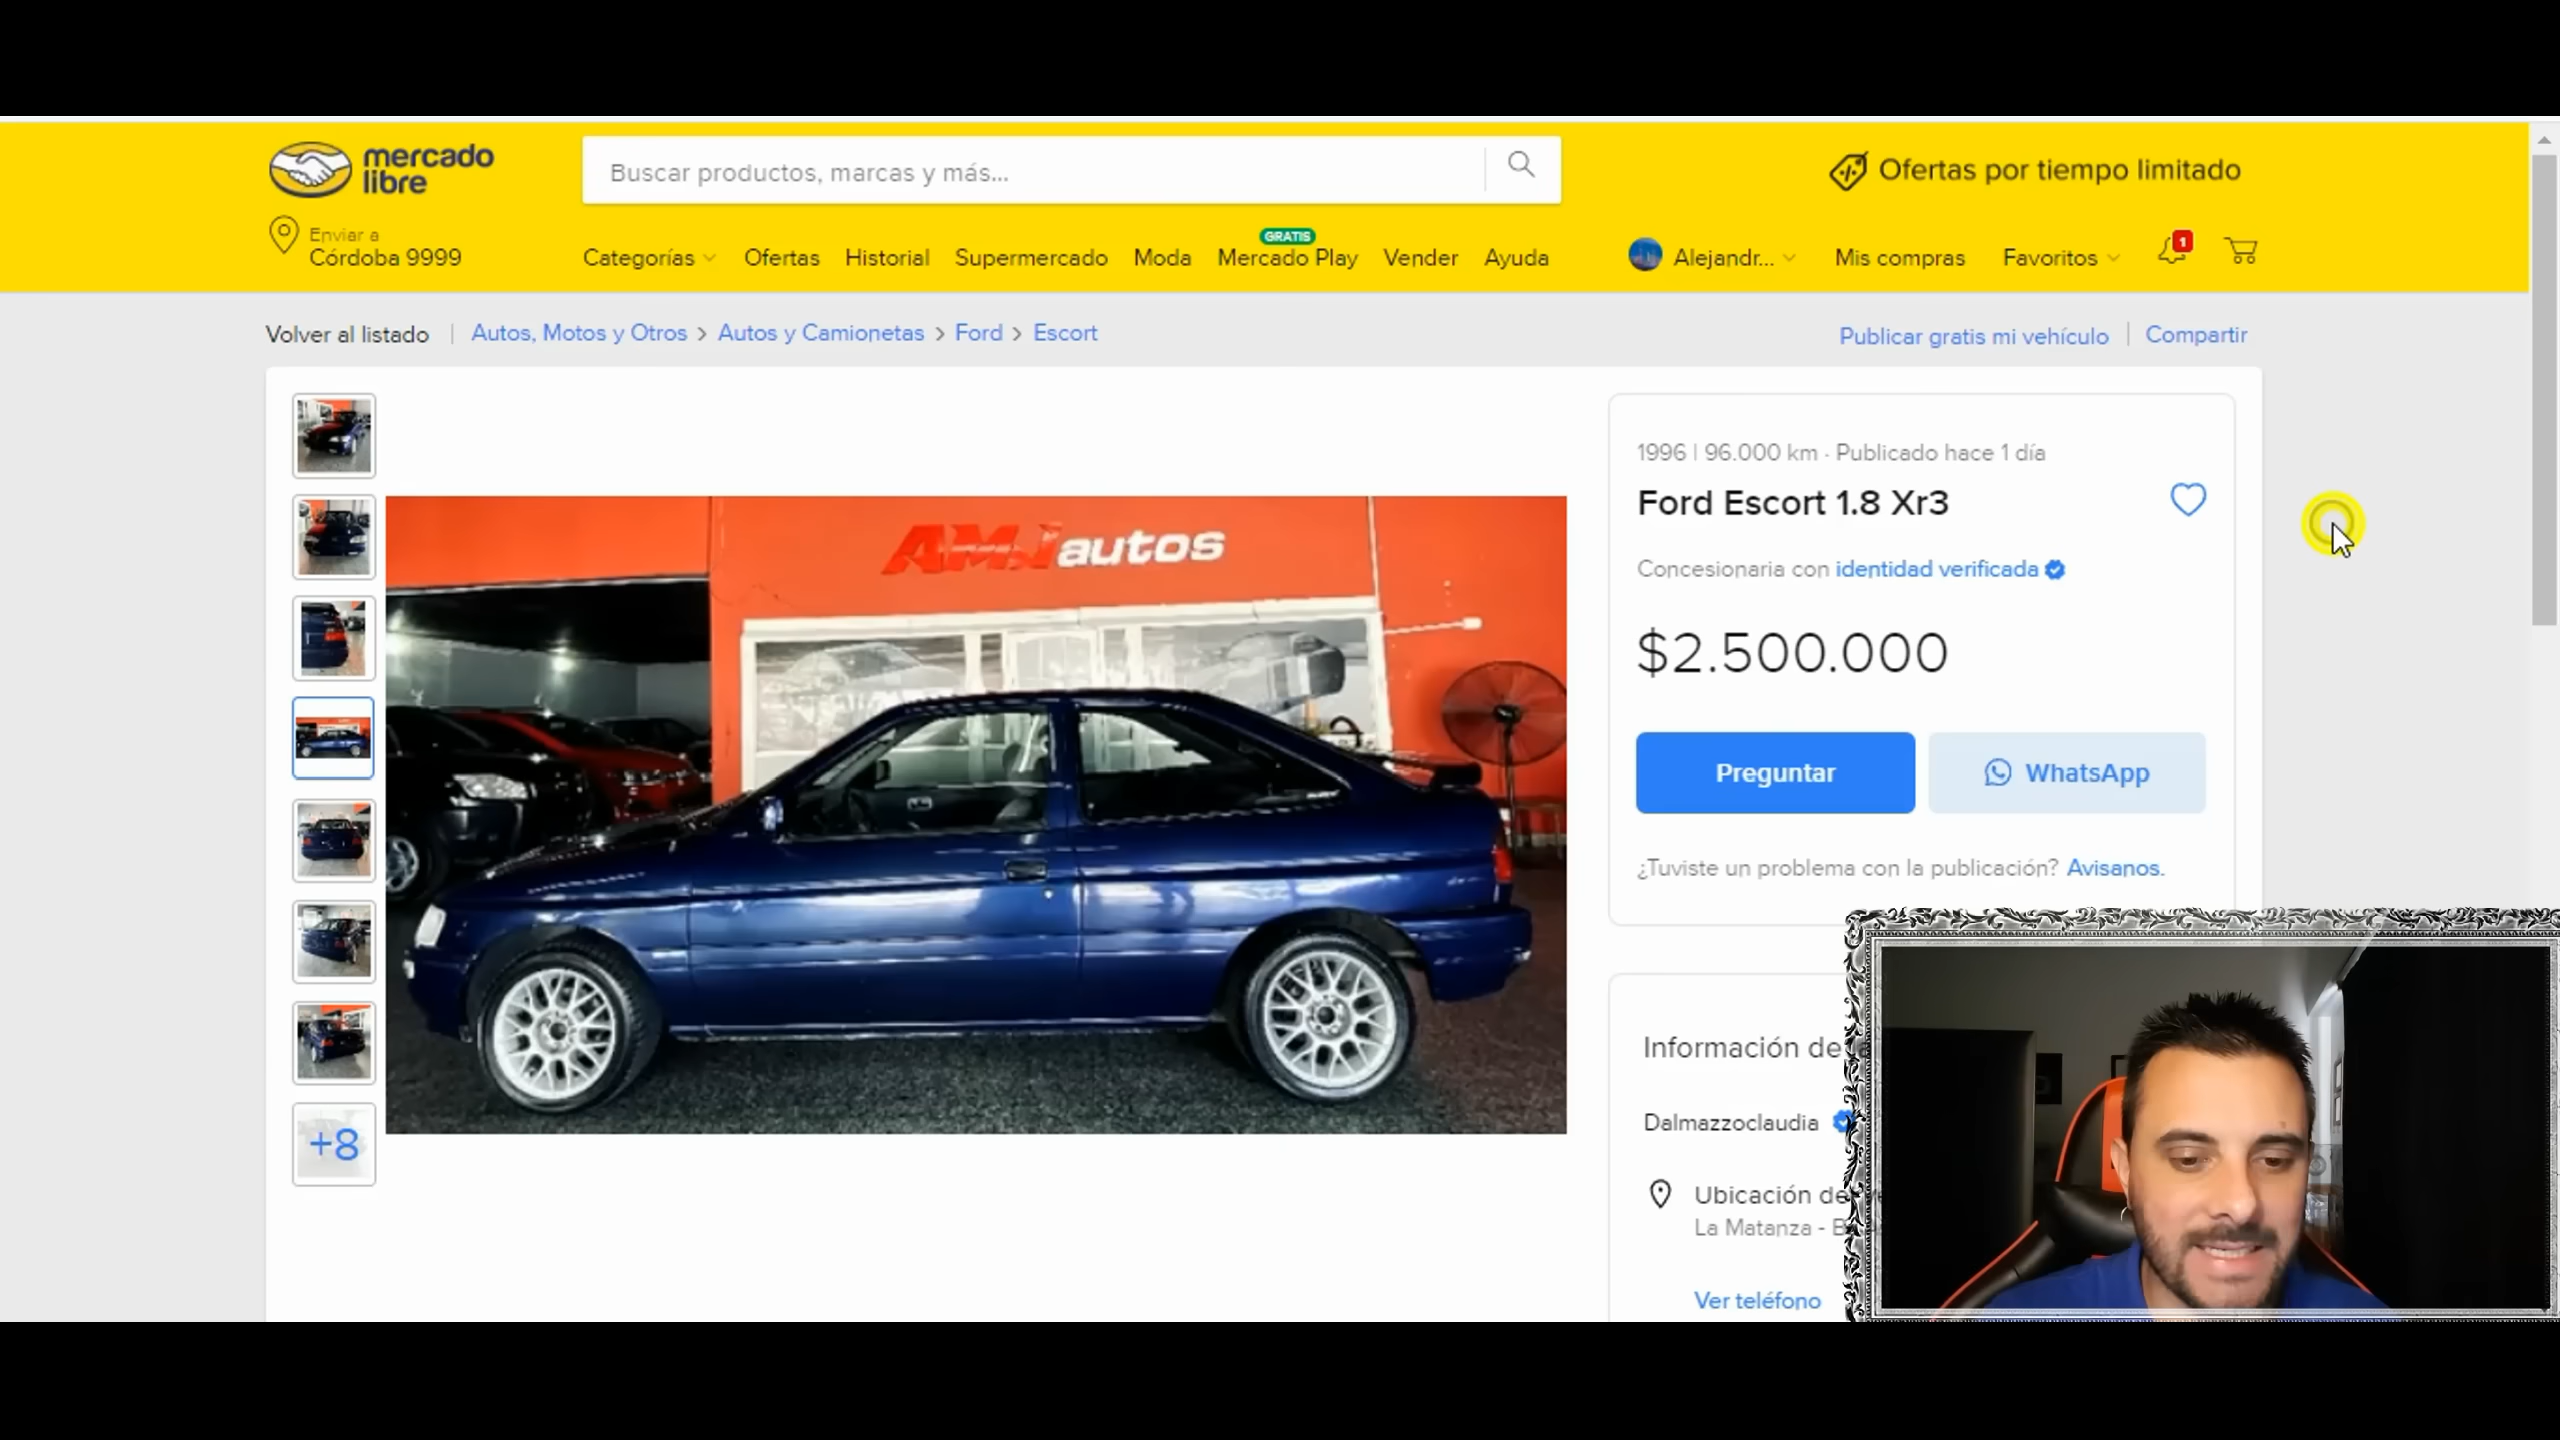 mercado
libre
Buscar productos, marcas y más...
Ofertas por tiempo limitado
Enviar a
Córdoba 9999
Categorías
Ofertas
Historial
Supermercado
Moda
GRATIS
Mercado Play
Vender
Ayuda
Alejandr...
Mis compras
Favoritos
1
Volver al listado
Autos, Motos y Otros > Autos y Camionetas > Ford > Escort
Publicar gratis mi vehículo
Compartir
AMJautos
+8
1996 | 96.000 km · Publicado hace 1 día
Ford Escort 1.8 Xr3
Concesionaria con identidad verificada
$2.500.000
Preguntar
WhatsApp
¿Tuviste un problema con la publicación? Avisanos.
Información de
Dalmazzoclaudia
Ubicación de
La Matanza -
Ver teléfono